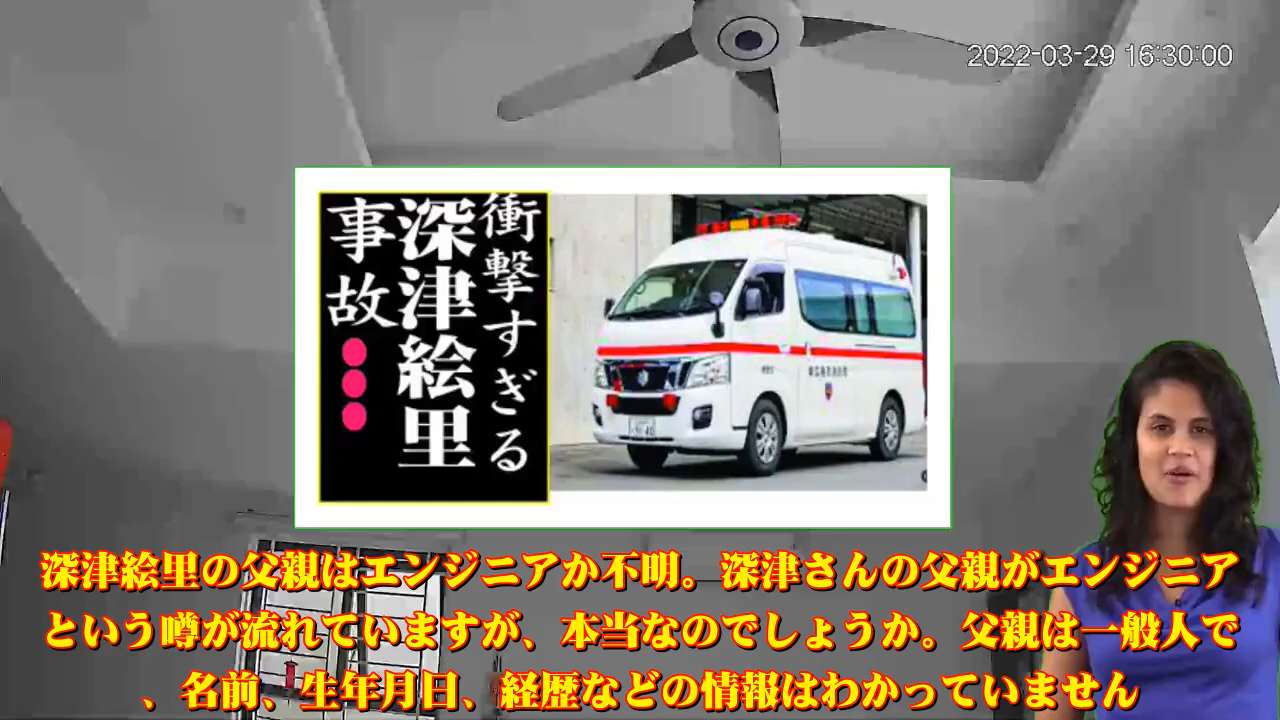 2022-03-29 16:30:00
衝撃すぎる
深津絵里
事故
深津絵里の父親はエンジニアか不明。深津さんの父親がエンジニア
という噂が流れていますが、本当なのでしょうか。父親は一般人で
、名前、生年月日、経歴などの情報はわかっていません